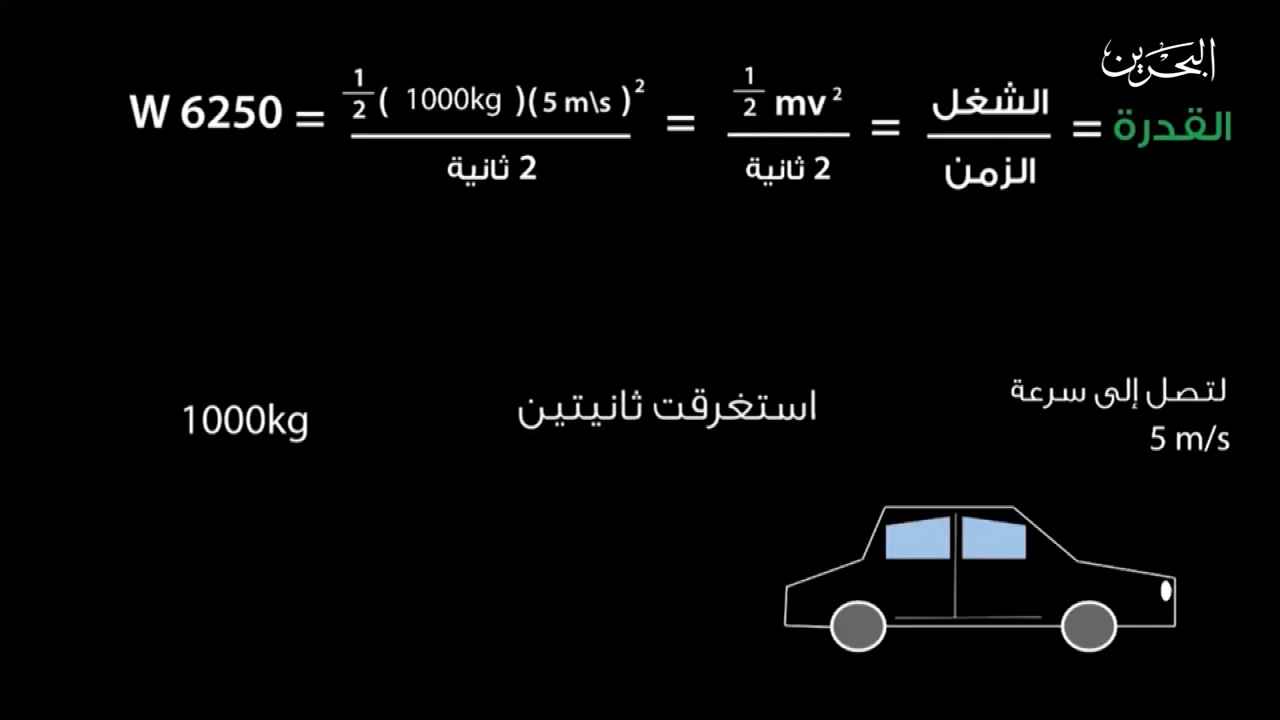 البحرين
القدرة = الشغل / الزمن = 1/2 mv² / 2 ثانية = 1/2 ( 1000kg )(5 m\s )² / 2 ثانية = W 6250
لتصل إلى سرعة
5 m/s
استغرقت ثانيتين
1000kg